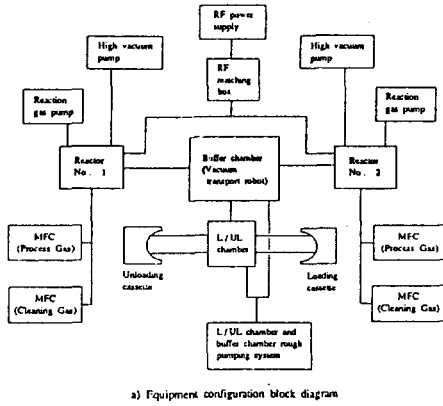 RF power
supply
High vacuum
pump
High vacuum
pump
RF
matching
box
Reaction
gas pump
Reaction
gas pump
Reactor
No. 1
Buffer chamber
(Vacuum
transport robot)
Reactor
No. 2
MFC
(Process Gas)
L/UL
chamber
MFC
(Process Gas)
Unloading
cassette
Loading
cassette
MFC
(Cleaning Gas)
MFC
(Cleaning Gas)
L/UL chamber and
buffer chamber rough
pumping system
a) Equipment configuration block diagram